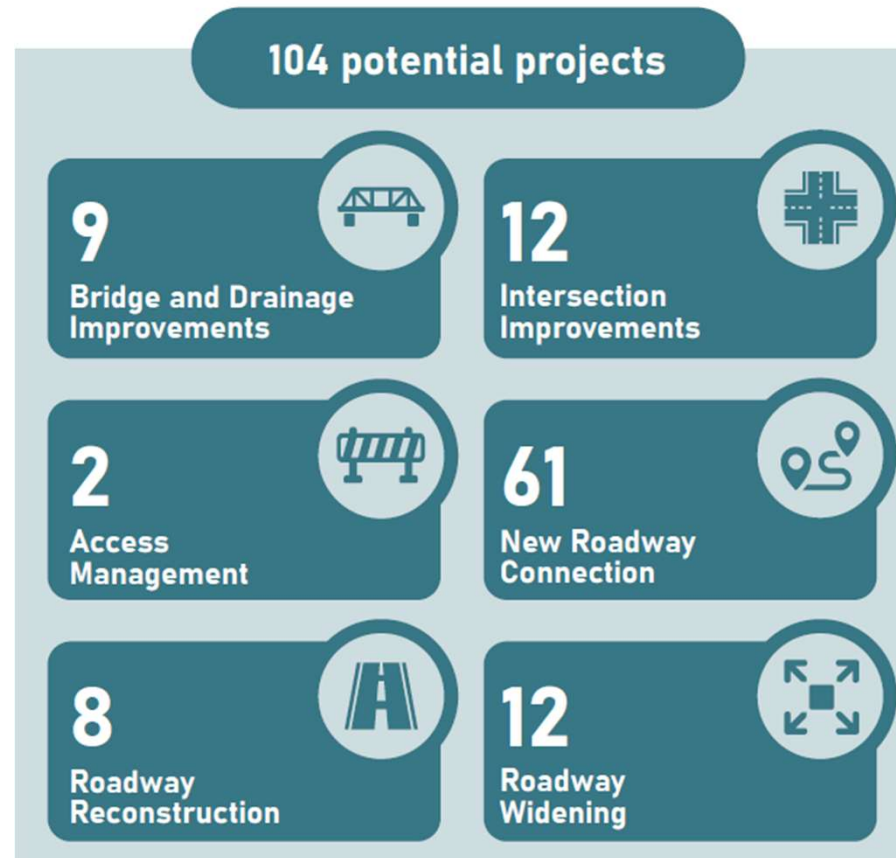 104 potential projects
9
Bridge and Drainage
Improvements
12
Intersection
Improvements
2
Access
Management
61
New Roadway
Connection
8
Roadway
Reconstruction
12
Roadway
Widening